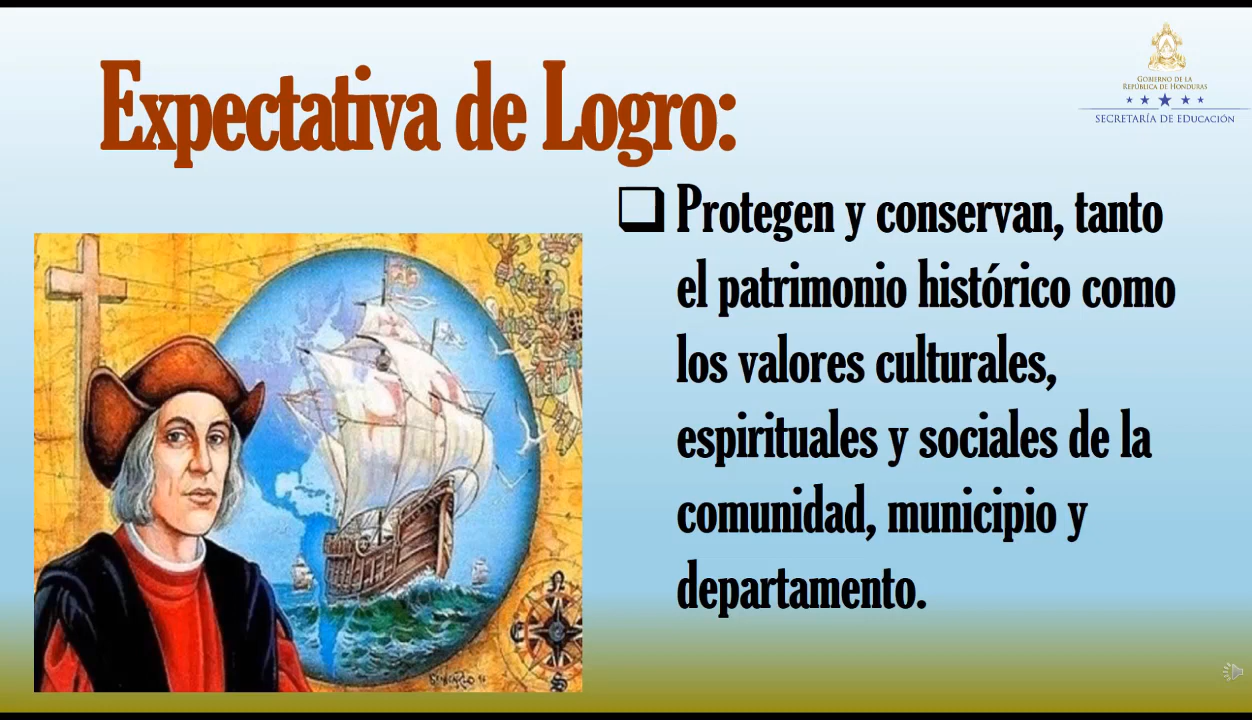 Expectativa de Logro:
GOBIERNO DE LA
REPÚBLICA DE HONDURAS
SECRETARÍA DE EDUCACIÓN
Protegen y conservan, tanto
el patrimonio histórico como
los valores culturales,
espirituales y sociales de la
comunidad, municipio y
departamento.
N
S